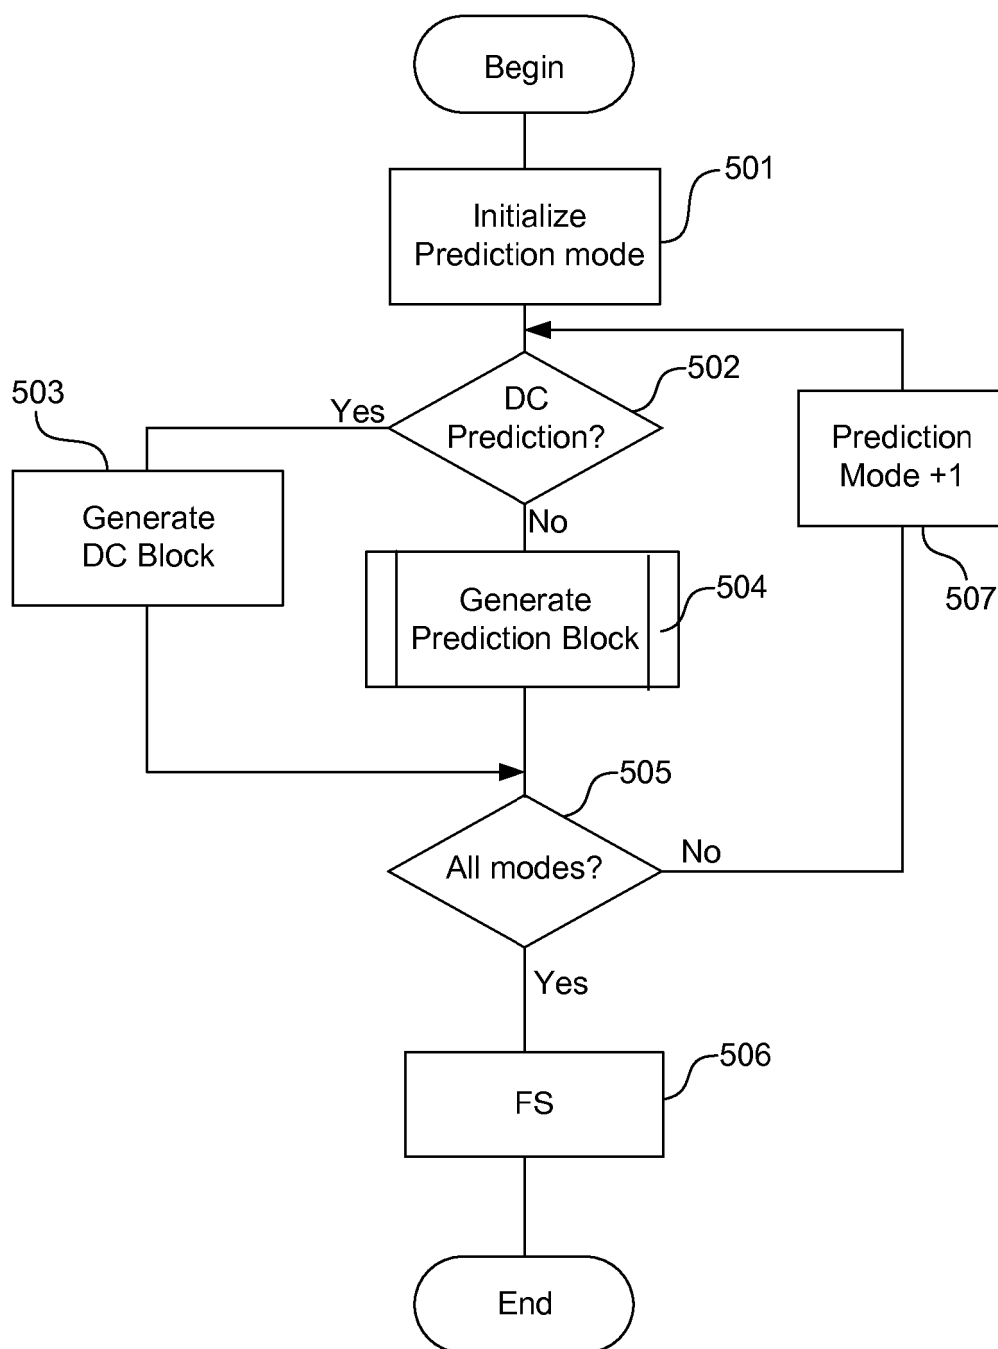 Begin
501
Initialize
Prediction mode
502
503
Yes
DC
Prediction?
Prediction
Mode +1
Generate
DC Block
No
507
504
Generate
Prediction Block
505
All modes?
No
Yes
506
FS
End